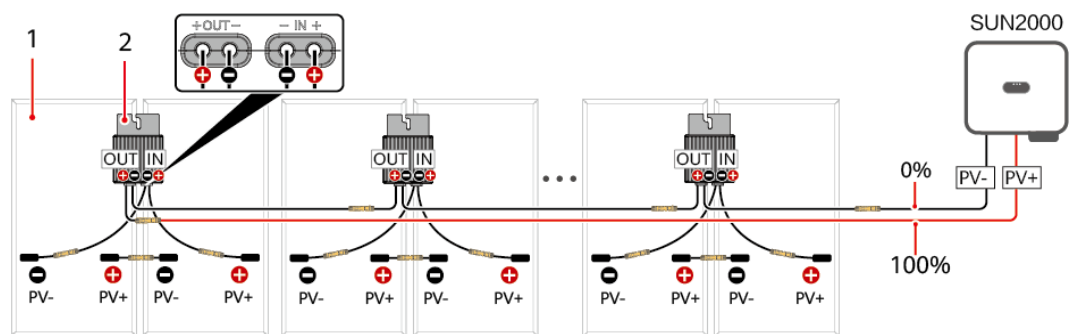 SUN2000
1
2
+OUT- - IN +
+ - - +
OUT IN
OUT IN
OUT IN
+ - - +
+ - - +
+ - - +
...
0%
PV- PV+
100%
- + - +
- + - +
- + - +
PV- PV+ PV- PV+
PV- PV+ PV- PV+
PV- PV+ PV- PV+